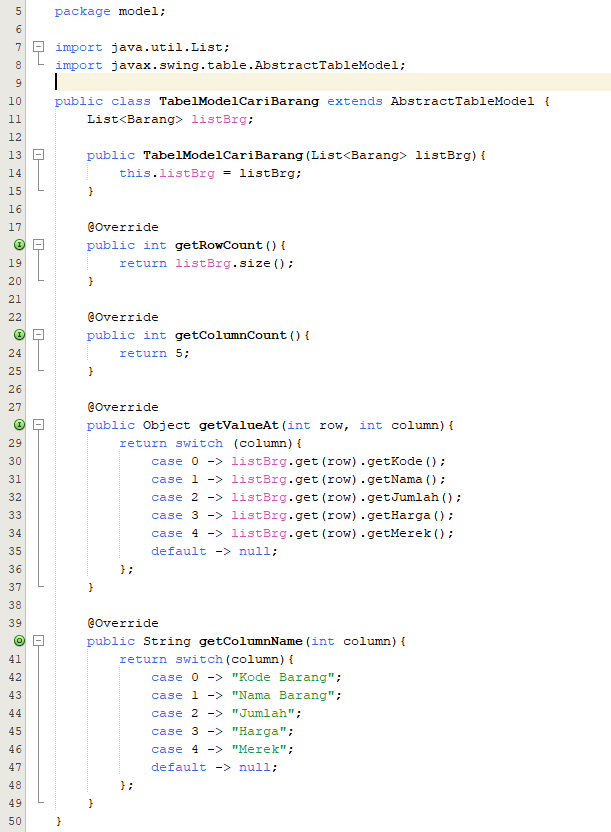 5 package model;
6
7 import java.util.List;
8 import javax.swing.table.AbstractTableModel;
9
10 public class TabelModelCariBarang extends AbstractTableModel {
11     List<Barang> listBrg;
12
13     public TabelModelCariBarang(List<Barang> listBrg){
14         this.listBrg = listBrg;
15     }
16
17     @Override
    public int getRowCount(){
19         return listBrg.size();
20     }
21
22     @Override
    public int getColumnCount(){
24         return 5;
25     }
26
27     @Override
    public Object getValueAt(int row, int column){
29         return switch (column){
30             case 0 -> listBrg.get(row).getKode();
31             case 1 -> listBrg.get(row).getNama();
32             case 2 -> listBrg.get(row).getJumlah();
33             case 3 -> listBrg.get(row).getHarga();
34             case 4 -> listBrg.get(row).getMerek();
35             default -> null;
36         };
37     }
38
39     @Override
    public String getColumnName(int column){
41         return switch(column){
42             case 0 -> "Kode Barang";
43             case 1 -> "Nama Barang";
44             case 2 -> "Jumlah";
45             case 3 -> "Harga";
46             case 4 -> "Merek";
47             default -> null;
48         };
49     }
50 }